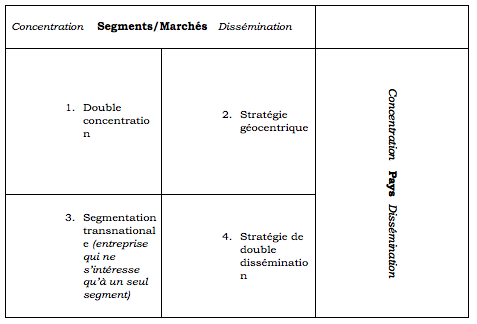 Concentration Segments/Marchés Dissémination
1. Double
concentratio
n
2. Stratégie
géocentrique
3. Segmentation
transnational
e (entreprise
qui ne
s'intéresse
qu'à un seul
segment)
4. Stratégie de
double
disséminatio
n
Concentration Pays Dissémination